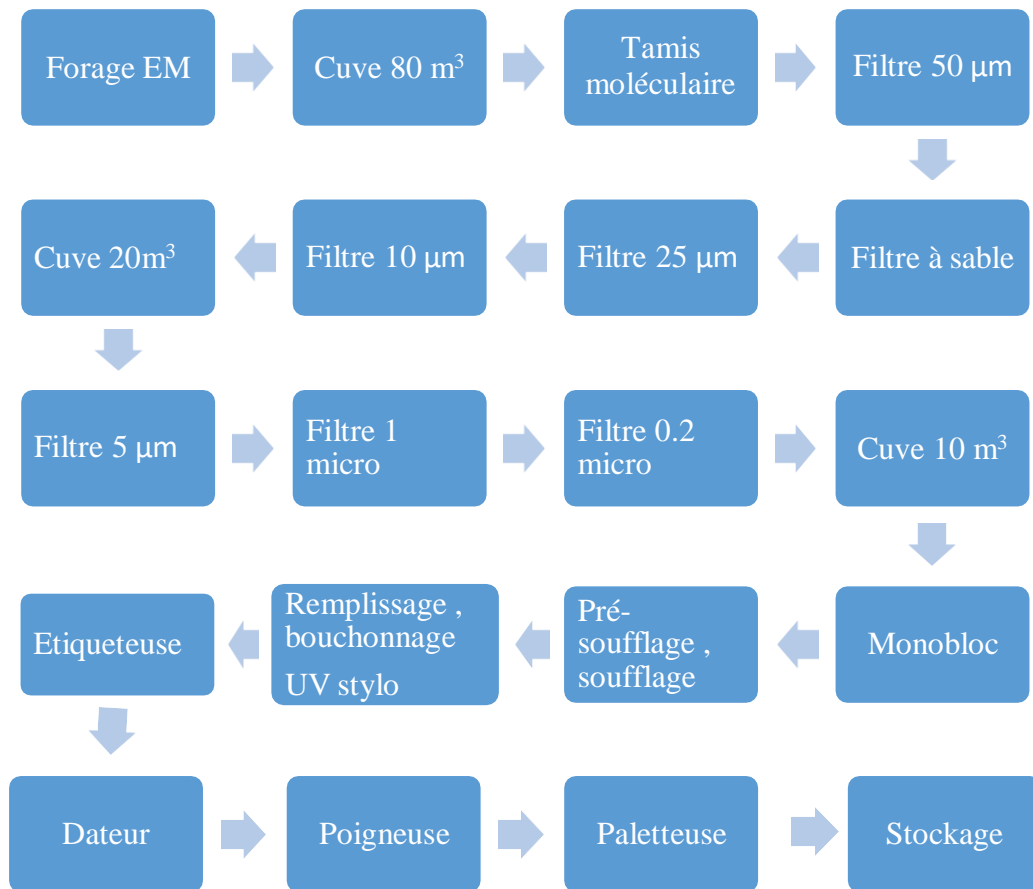 Forage EM
Cuve 80 m³
Tamis
moléculaire
Filtre 50 µm
Cuve 20m³
Filtre 10 µm
Filtre 25 µm
Filtre à sable
Filtre 5 µm
Filtre 1
micro
Filtre 0.2
micro
Cuve 10 m³
Etiqueteuse
Remplissage ,
bouchonnage
UV stylo
Pré-
soufflage ,
soufflage
Monobloc
Dateur
Poigneuse
Paletteuse
Stockage